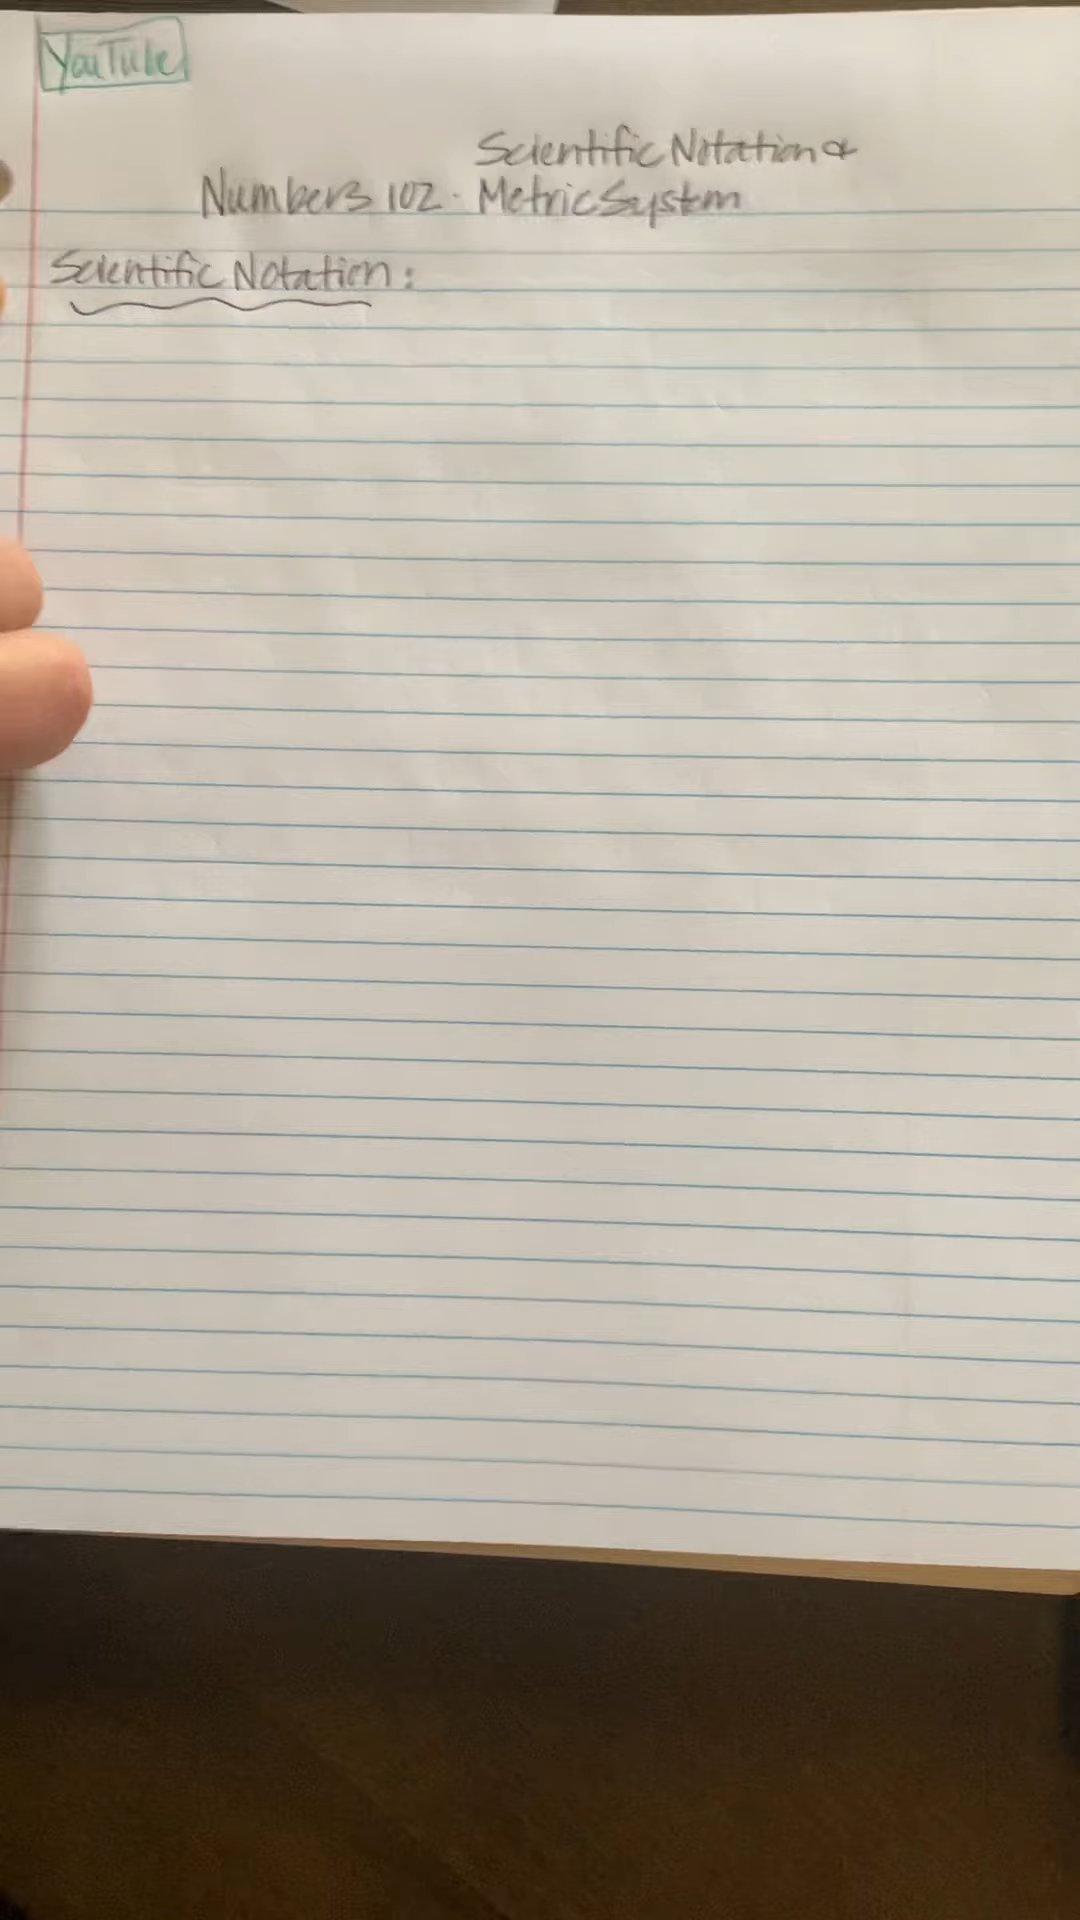 YouTube
Scientific Notation &
Numbers 102 - Metric System
Scientific Notation: